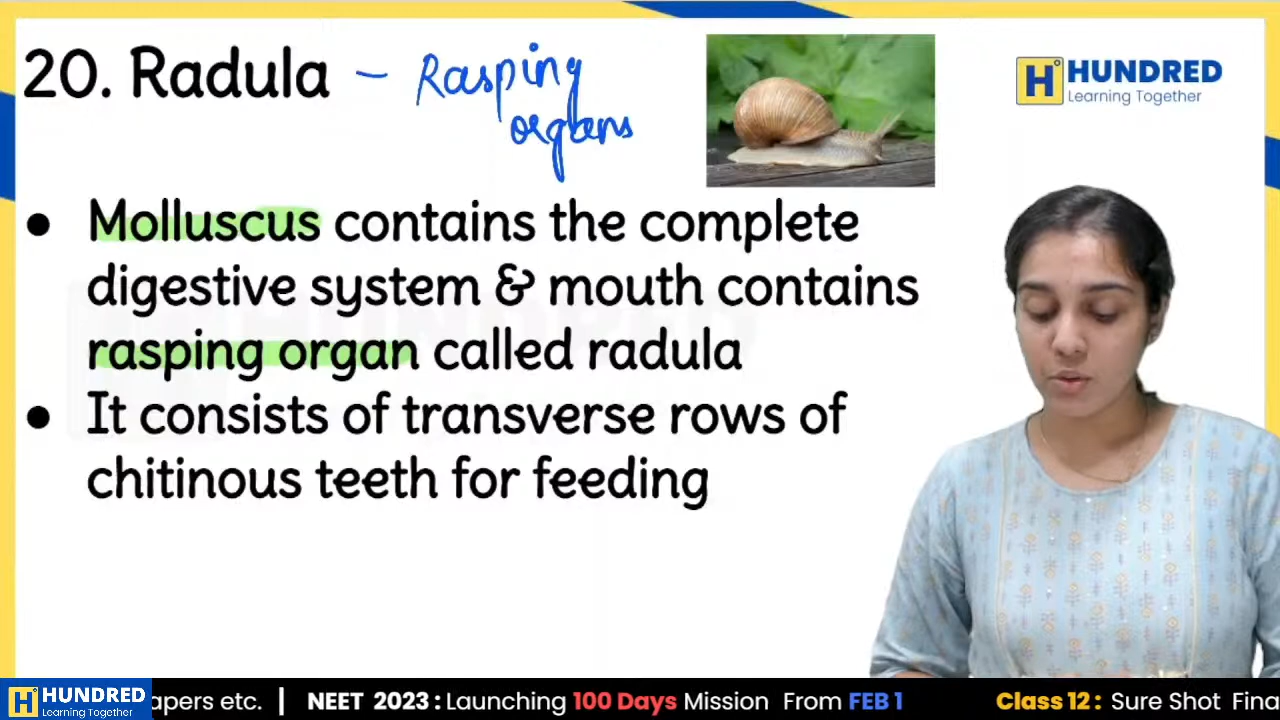 20. Radula – Rasping
organs
H° HUNDRED
Learning Together
● Molluscus contains the complete
digestive system & mouth contains
rasping organ called radula
● It consists of transverse rows of
chitinous teeth for feeding
H° HUNDRED
Learning Together
apers etc. | NEET 2023 : Launching 100 Days Mission From FEB 1 Class 12 : Sure Shot Find